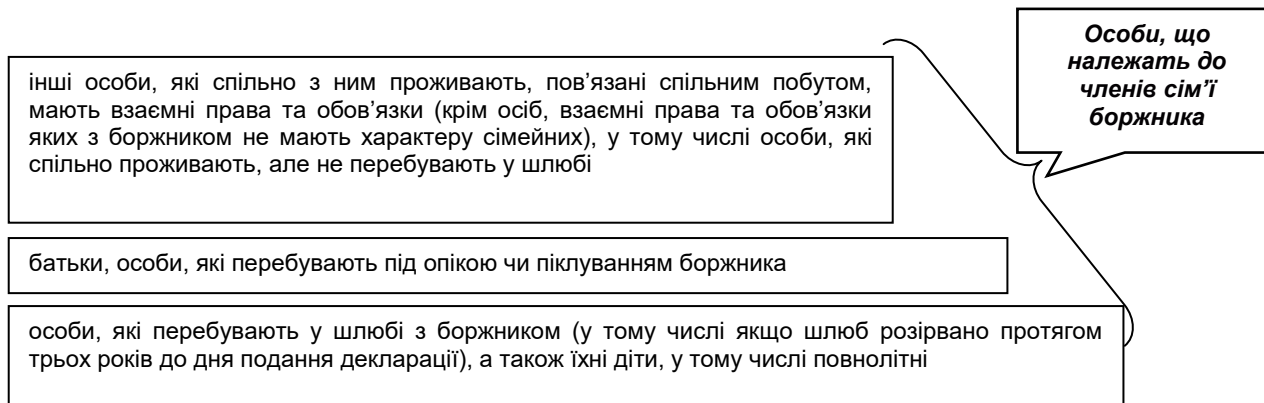 Особи, що
належать до
членів сім’ї
боржника
інші особи, які спільно з ним проживають, пов’язані спільним побутом,
мають взаємні права та обов’язки (крім осіб, взаємні права та обов’язки
яких з боржником не мають характеру сімейних), у тому числі особи, які
спільно проживають, але не перебувають у шлюбі
батьки, особи, які перебувають під опікою чи піклуванням боржника
особи, які перебувають у шлюбі з боржником (у тому числі якщо шлюб розірвано протягом
трьох років до дня подання декларації), а також їхні діти, у тому числі повнолітні